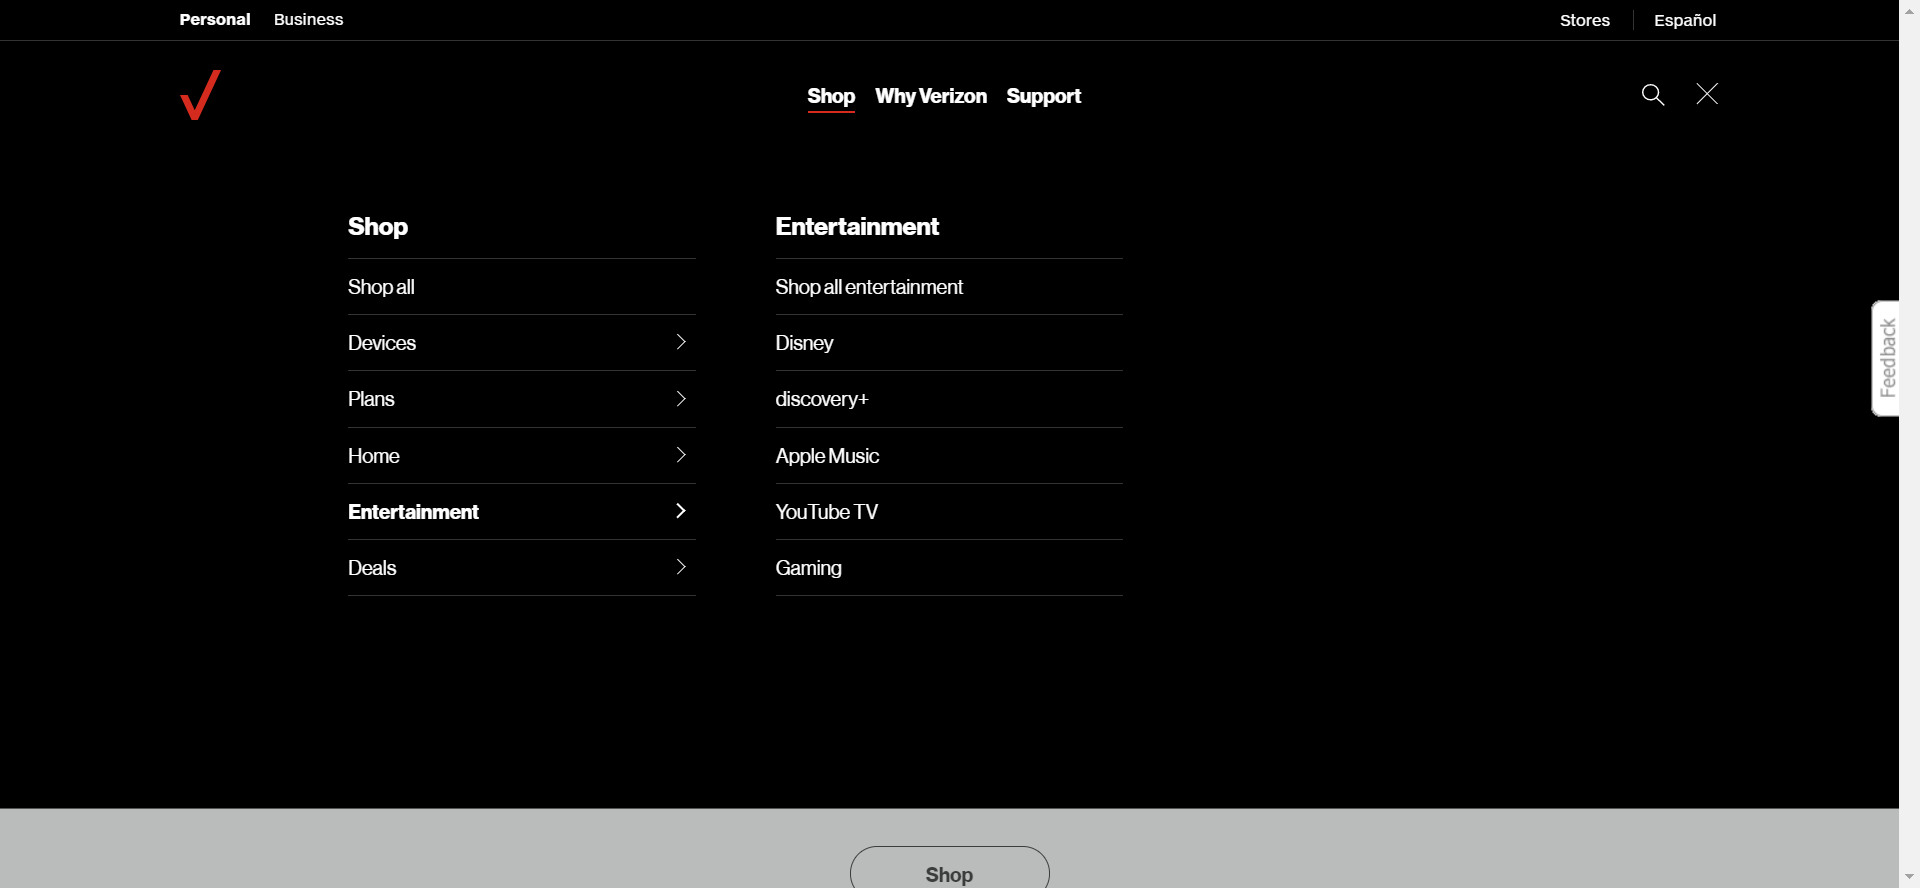 Personal Business
Stores Español
Shop Why Verizon Support
Shop
Shop all
Devices
Plans
Home
Entertainment
Deals
Entertainment
Shop all entertainment
Disney
discovery+
Apple Music
YouTube TV
Gaming
Feedback
Shop